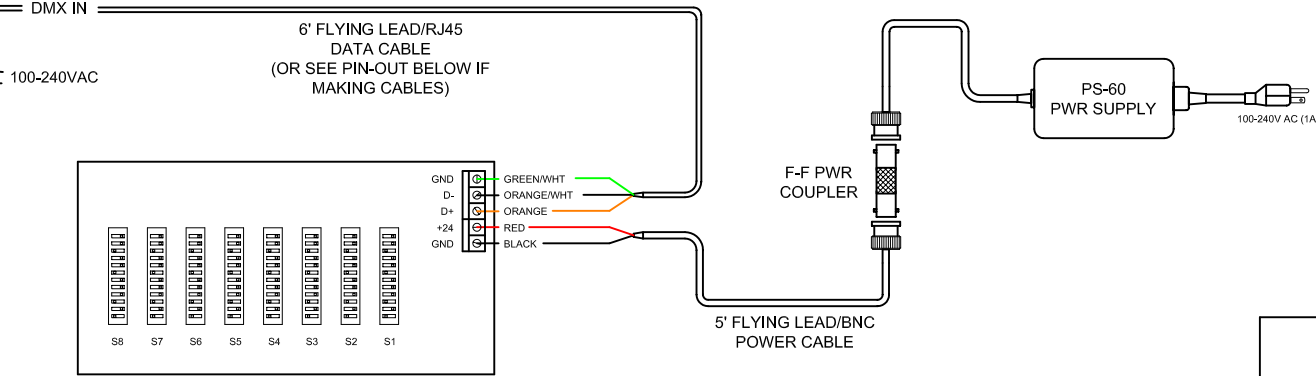 DMX IN
100-240VAC
6' FLYING LEAD/RJ45
DATA CABLE
(OR SEE PIN-OUT BELOW IF
MAKING CABLES)
PS-60
PWR SUPPLY
100-240V AC (1A
F-F PWR
COUPLER
GND GREEN/WHT
D- ORANGE/WHT
D+ ORANGE
+24 RED
GND BLACK
S8 S7 S6 S5 S4 S3 S2 S1
5' FLYING LEAD/BNC
POWER CABLE